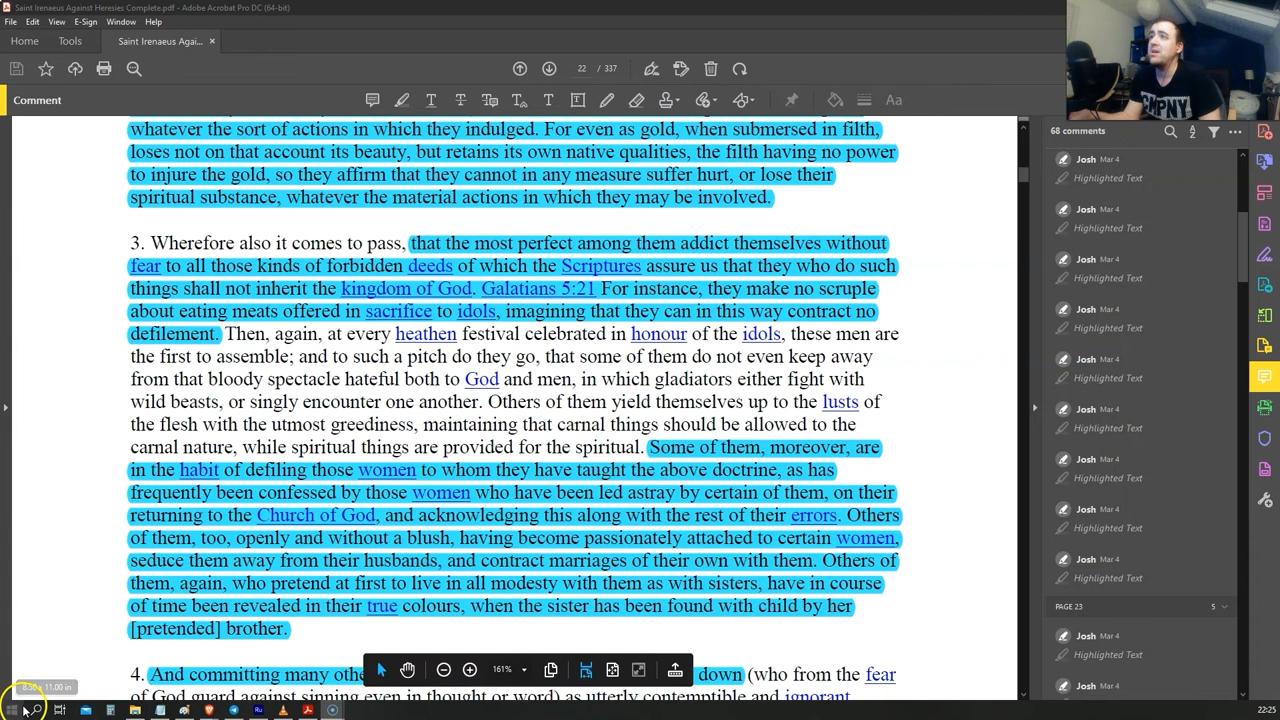 Saint Irenaeus Against Heresies Complete.pdf - Adobe Acrobat Pro DC (64-bit)
File Edit View E-Sign Window Help
Home Tools Saint Irenaeus Agai... ×
22 / 337
Comment
whatever the sort of actions in which they indulged. For even as gold, when submersed in filth,
loses not on that account its beauty, but retains its own native qualities, the filth having no power
to injure the gold, so they affirm that they cannot in any measure suffer hurt, or lose their
spiritual substance, whatever the material actions in which they may be involved.
3. Wherefore also it comes to pass, that the most perfect among them addict themselves without
fear to all those kinds of forbidden deeds of which the Scriptures assure us that they who do such
things shall not inherit the kingdom of God. Galatians 5:21 For instance, they make no scruple
about eating meats offered in sacrifice to idols, imagining that they can in this way contract no
defilement. Then, again, at every heathen festival celebrated in honour of the idols, these men are
the first to assemble; and to such a pitch do they go, that some of them do not even keep away
from that bloody spectacle hateful both to God and men, in which gladiators either fight with
wild beasts, or singly encounter one another. Others of them yield themselves up to the lusts of
the flesh with the utmost greediness, maintaining that carnal things should be allowed to the
carnal nature, while spiritual things are provided for the spiritual. Some of them, moreover, are
in the habit of defiling those women to whom they have taught the above doctrine, as has
frequently been confessed by those women who have been led astray by certain of them, on their
returning to the Church of God, and acknowledging this along with the rest of their errors. Others
of them, too, openly and without a blush, having become passionately attached to certain women,
seduce them away from their husbands, and contract marriages of their own with them. Others of
them, again, who pretend at first to live in all modesty with them as with sisters, have in course
of time been revealed in their true colours, when the sister has been found with child by her
[pretended] brother.
4. And committing many othe down (who from the fear
of God guard against sinning even a thought or word) as utterly contemptible and ignorant
161%
8.50 x 11.00 in
68 comments
Josh Mar 4
Highlighted Text
Josh Mar 4
Highlighted Text
Josh Mar 4
Highlighted Text
Josh Mar 4
Highlighted Text
Josh Mar 4
Highlighted Text
Josh Mar 4
Highlighted Text
Josh Mar 4
Highlighted Text
Josh Mar 4
Highlighted Text
Josh Mar 4
Highlighted Text
PAGE 23 5
Josh Mar 4
Highlighted Text
Josh Mar 4
CMPNY
22:25